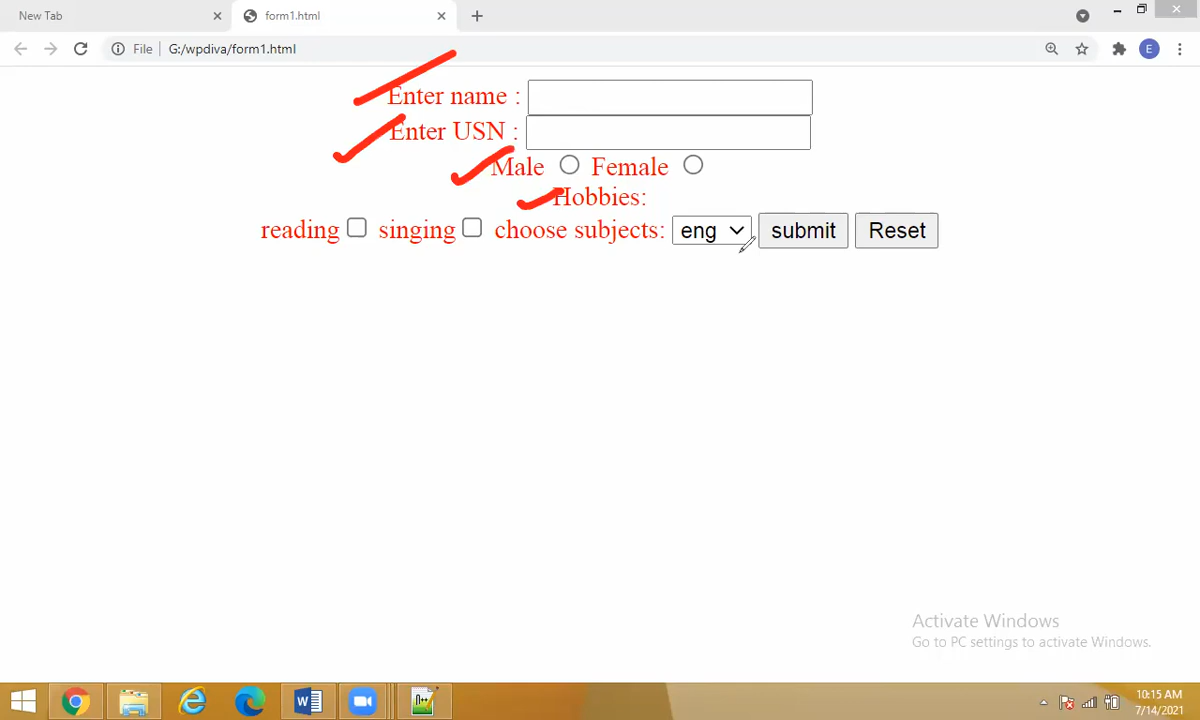 New Tab
form1.html
File
G:/wpdiva/form1.html
E
Enter name :
Enter USN :
Male Female
Hobbies:
reading singing choose subjects: eng submit Reset
Activate Windows
Go to PC settings to activate Windows.
10:15 AM
7/14/2021